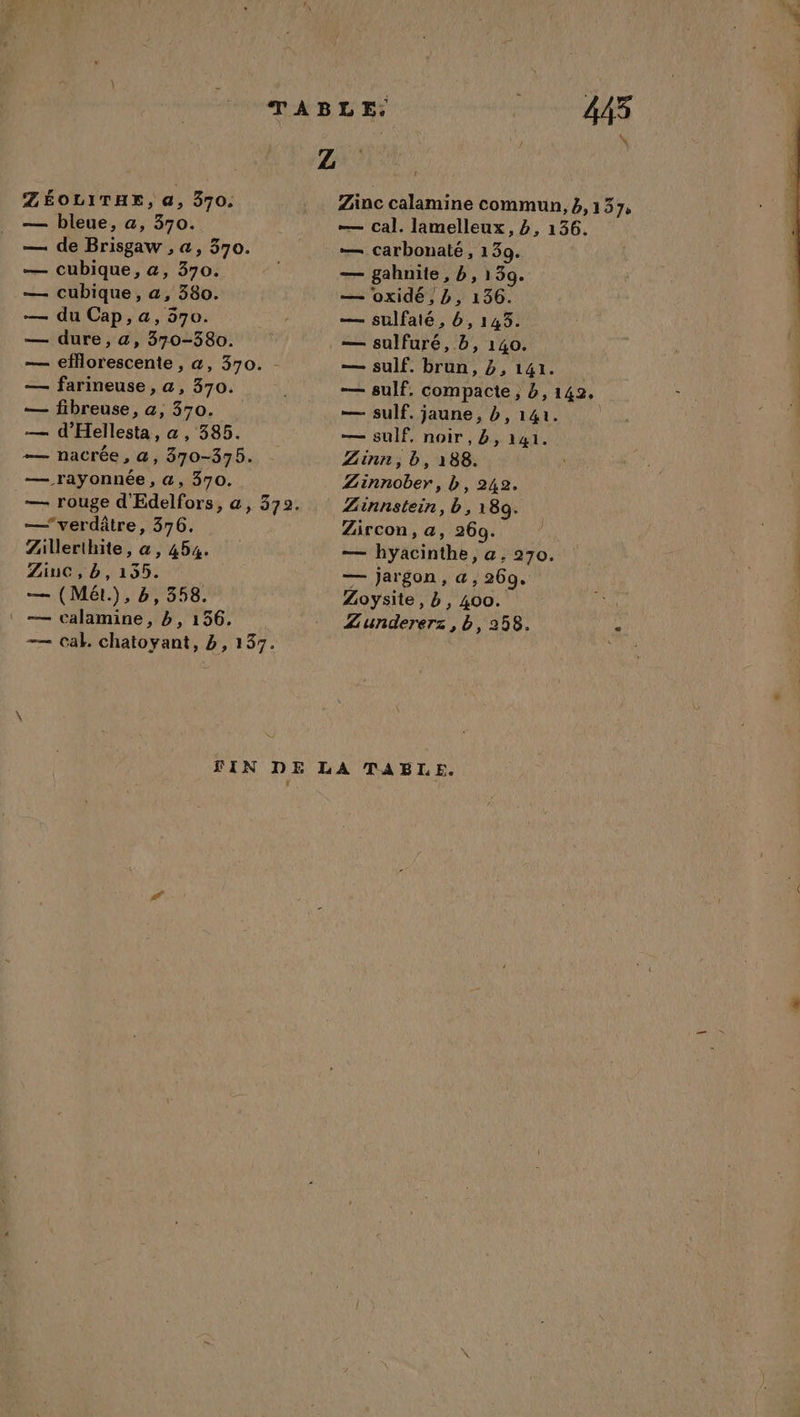 TABLE. 443
Z
ZÉOLITHE, a, 370.
— bleue, a, 370.
— de Brisgaw, a, 370.
— cubique, a, 370.
— cubique, a, 380.
— du Cap, a, 370.
— dure, a, 370-380.
— efflorescente, a, 370.
— farineuse, a, 370.
— fibreuse, a, 370.
— d'Hellesta, a, 385.
— nacrée, a, 370-375.
— rayonnée, a, 370.
— rouge d'Edelfors, a, 372.
— verdâtre, 376.
Zillerthite, a, 454.
Zinc, b, 135.
— (Mét.), b, 358.
— calamine, b, 136.
— cal. chatoyant, b, 137.
Zinc calamine commun, b, 137.
— cal. lamelleux, b, 136.
— carbonaté, 139.
— gahnite, b, 139.
— oxidé, b, 136.
— sulfaté, b, 143.
— sulfuré, b, 140.
— sulf. brun, b, 141.
— sulf. compacte, b, 142.
— sulf. jaune, b, 141.
— sulf. noir, b, 141.
Zinn, b, 188.
Zinnober, b, 242.
Zinnstein, b, 189.
Zircon, a, 269.
— hyacinthe, a, 270.
— jargon, a, 269.
Zoysite, b, 400.
Zundererz, b, 258.
FIN DE LA TABLE.